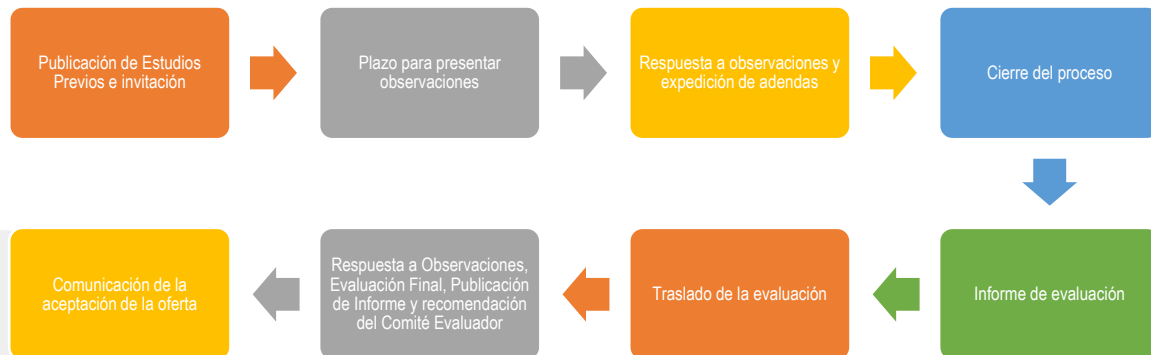 Publicación de Estudios
Previos e invitación
Plazo para presentar
observaciones
Respuesta a observaciones y
expedición de adendas
Cierre del proceso
Informe de evaluación
Traslado de la evaluación
Respuesta a Observaciones,
Evaluación Final, Publicación
de Informe y recomendación
del Comité Evaluador
Comunicación de la
aceptación de la oferta